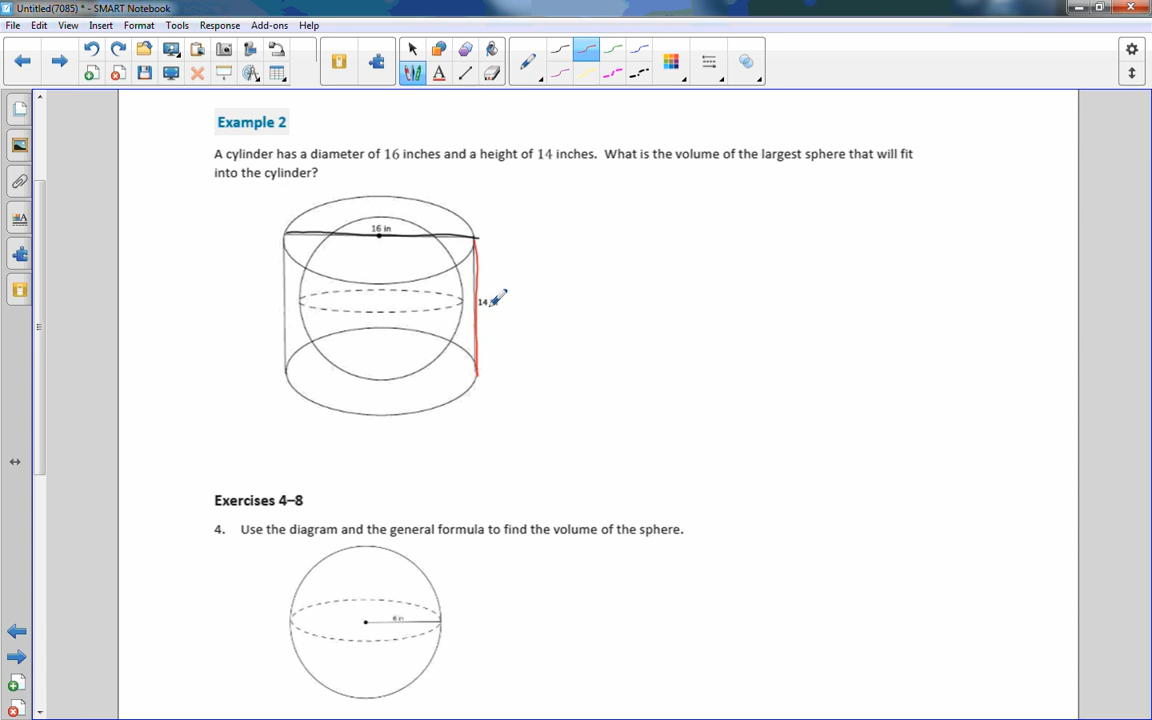 Untitled(7085) * - SMART Notebook
File Edit View Insert Format Tools Response Add-ons Help
Example 2
A cylinder has a diameter of 16 inches and a height of 14 inches. What is the volume of the largest sphere that will fit
into the cylinder?
16 in
14
Exercises 4–8
4. Use the diagram and the general formula to find the volume of the sphere.
6 in